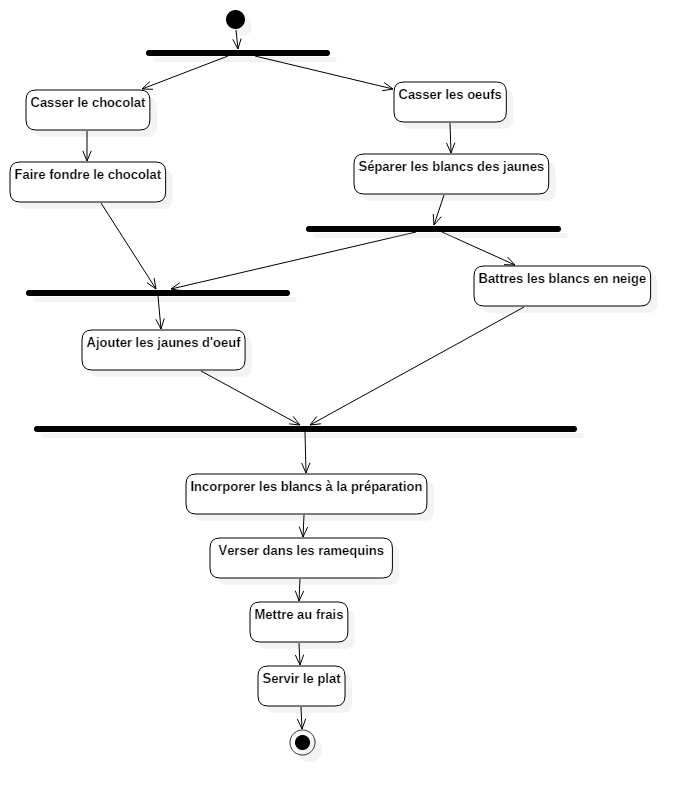 Casser le chocolat
Casser les oeufs
Faire fondre le chocolat
Séparer les blancs des jaunes
Battres les blancs en neige
Ajouter les jaunes d'oeuf
Incorporer les blancs à la préparation
Verser dans les ramequins
Mettre au frais
Servir le plat